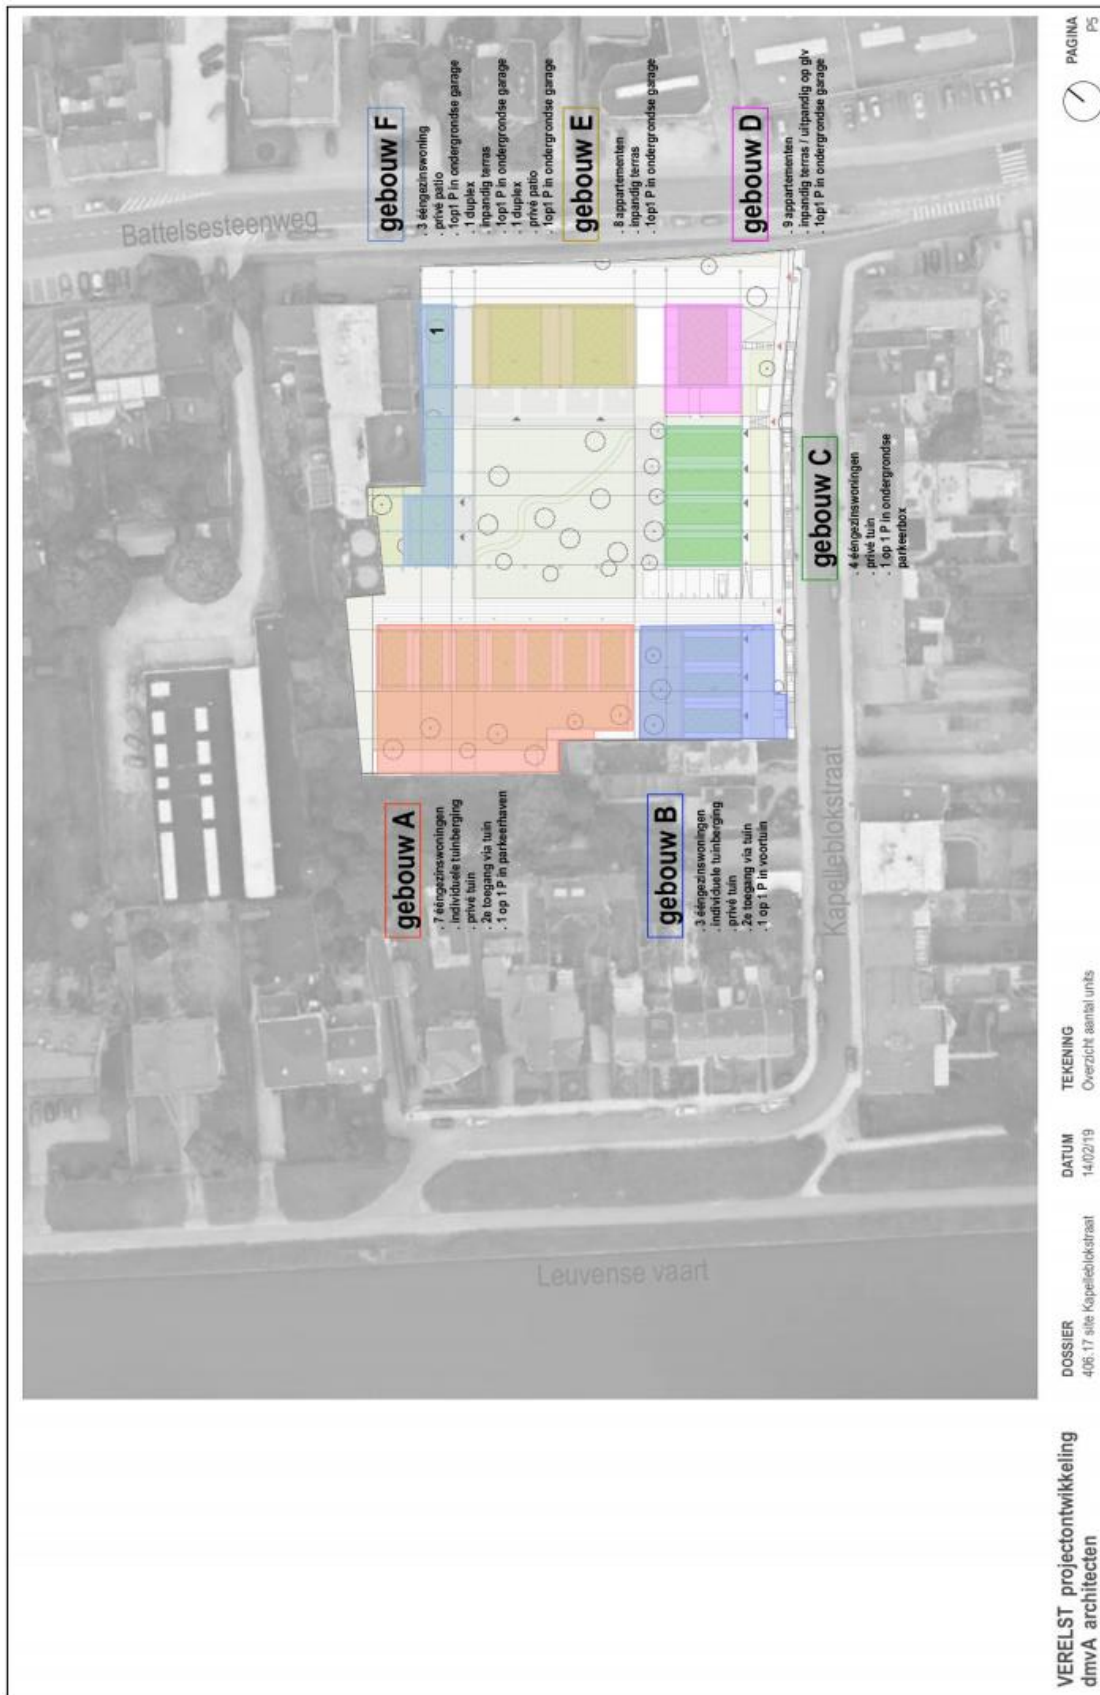 Battelsesteenweg
gebouw F
. 3 ééngezinswoning
- privé patio
- 1op1 P in ondergrondse garage
- 1 duplex
- inpandig terras
- 1op1 P in ondergrondse garage
- 1 duplex
- privé patio
- 1op1 P in ondergrondse garage
gebouw E
. 8 appartementen
- inpandig terras
- 1op1 P in ondergrondse garage
gebouw D
. 9 appartementen
- inpandig terras / uitpandig op glv
- 1op1 P in ondergrondse garage
1
gebouw C
. 4 ééngezinswoningen
- privé tuin
- 1 op 1 P in ondergrondse
parkeerbox
gebouw A
. 7 ééngezinswoningen
- individuele tuinberging
- privé tuin
- 2e toegang via tuin
- 1 op 1 P in parkeerhaven
gebouw B
. 3 ééngezinswoningen
- individuele tuinberging
- privé tuin
- 2e toegang via tuin
- 1 op 1 P in voortuin
Kapelleblokstraat
Leuvense vaart
VERELST projectontwikkeling
dmvA architecten
DOSSIER
406.17 site Kapelleblokstraat
DATUM
14/02/19
TEKENING
Overzicht aantal units
PAGINA
P5